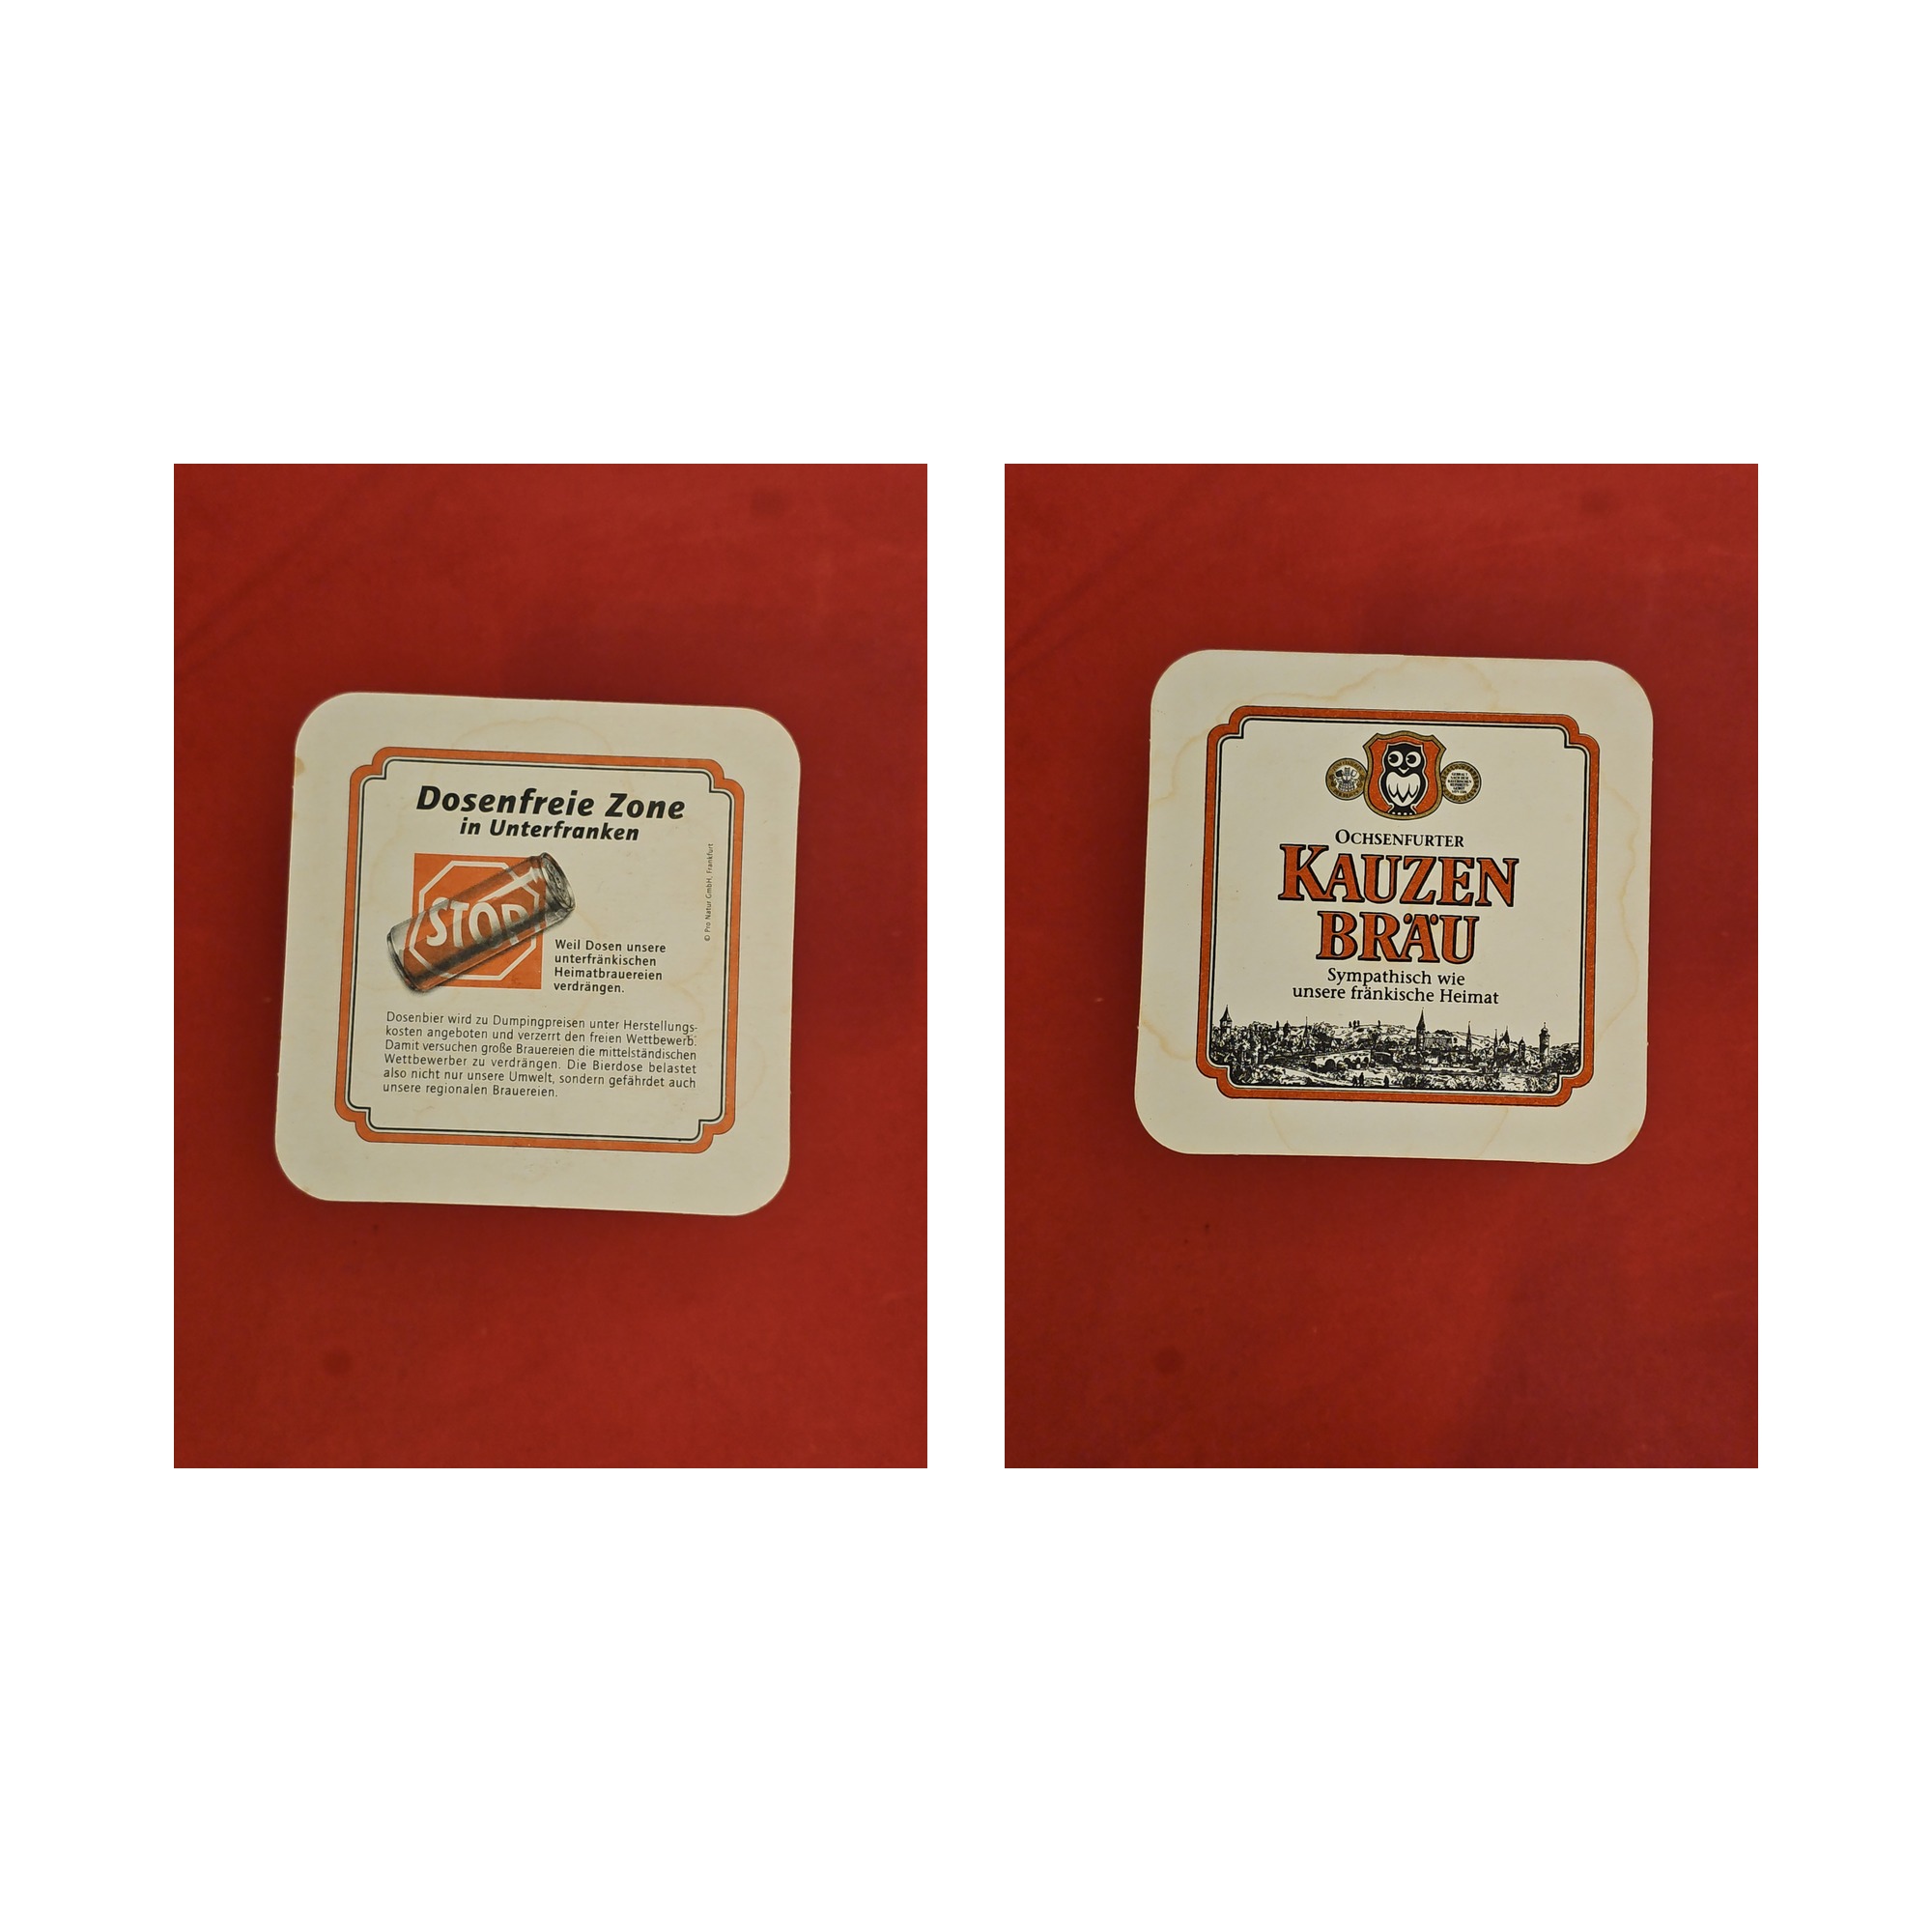 Dosenfreie Zone
in Unterfranken
STOP
© Pro Natur GmbH, Frankfurt
Weil Dosen unsere
unterfränkischen
Heimatbrauereien
verdrängen.
Dosenbier wird zu Dumpingpreisen unter Herstellungs-
kosten angeboten und verzerrt den freien Wettbewerb.
Damit versuchen große Brauereien die mittelständischen
Wettbewerber zu verdrängen. Die Bierdose belastet
also nicht nur unsere Umwelt, sondern gefährdet auch
unsere regionalen Brauereien.
OCHSENFURTER
KAUZEN
BRÄU
Sympathisch wie
unsere fränkische Heimat